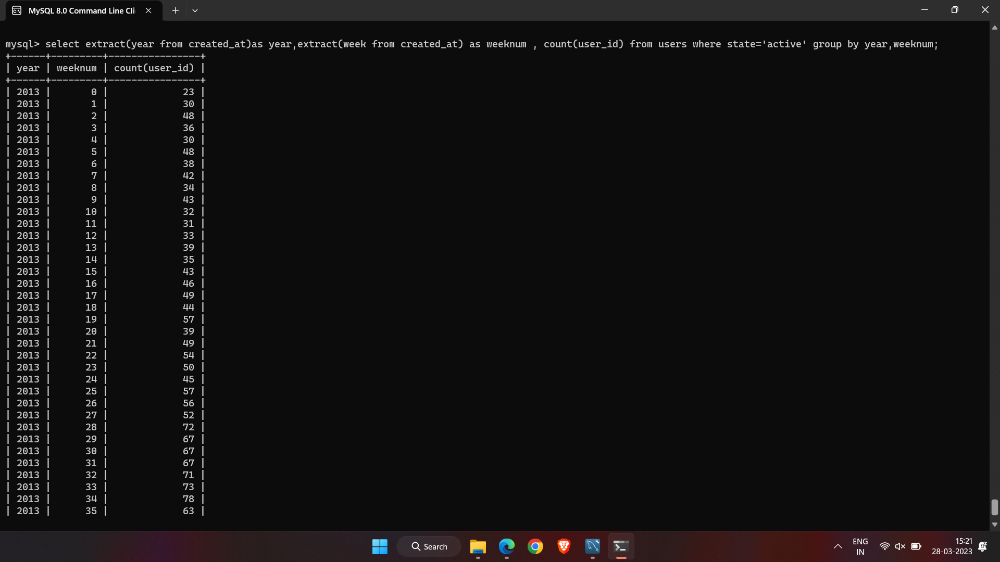 MySQL 8.0 Command Line Cli
mysql> select extract(year from created_at)as year,extract(week from created_at) as weeknum , count(user_id) from users where state='active' group by year,weeknum;
+------+---------+----------------+
| year | weeknum | count(user_id) |
+------+---------+----------------+
| 2013 |       0 |             23 |
| 2013 |       1 |             30 |
| 2013 |       2 |             48 |
| 2013 |       3 |             36 |
| 2013 |       4 |             30 |
| 2013 |       5 |             48 |
| 2013 |       6 |             38 |
| 2013 |       7 |             42 |
| 2013 |       8 |             34 |
| 2013 |       9 |             43 |
| 2013 |      10 |             32 |
| 2013 |      11 |             31 |
| 2013 |      12 |             33 |
| 2013 |      13 |             39 |
| 2013 |      14 |             35 |
| 2013 |      15 |             43 |
| 2013 |      16 |             46 |
| 2013 |      17 |             49 |
| 2013 |      18 |             44 |
| 2013 |      19 |             57 |
| 2013 |      20 |             39 |
| 2013 |      21 |             49 |
| 2013 |      22 |             54 |
| 2013 |      23 |             50 |
| 2013 |      24 |             45 |
| 2013 |      25 |             57 |
| 2013 |      26 |             56 |
| 2013 |      27 |             52 |
| 2013 |      28 |             72 |
| 2013 |      29 |             67 |
| 2013 |      30 |             67 |
| 2013 |      31 |             67 |
| 2013 |      32 |             71 |
| 2013 |      33 |             73 |
| 2013 |      34 |             78 |
| 2013 |      35 |             63 |
Search
ENG
IN
15:21
28-03-2023